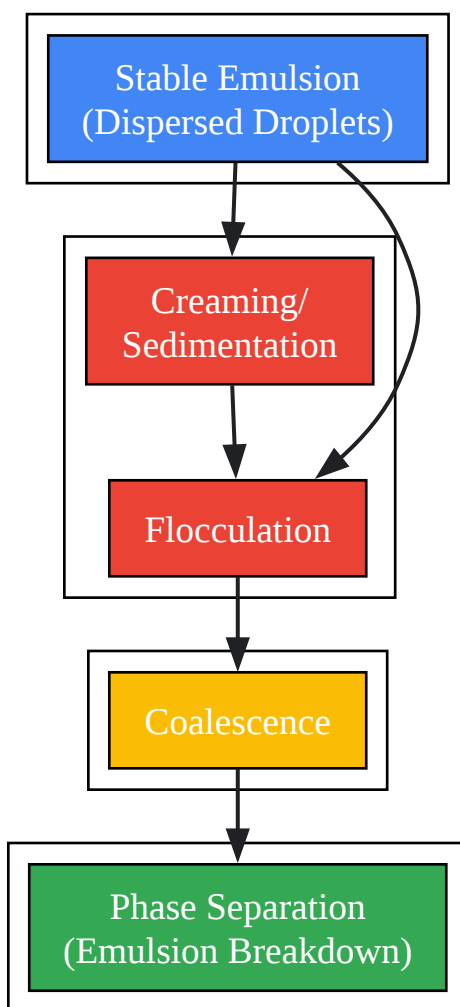 Stable Emulsion
(Dispersed Droplets)
Creaming/
Sedimentation
Flocculation
Coalescence
Phase Separation
(Emulsion Breakdown)